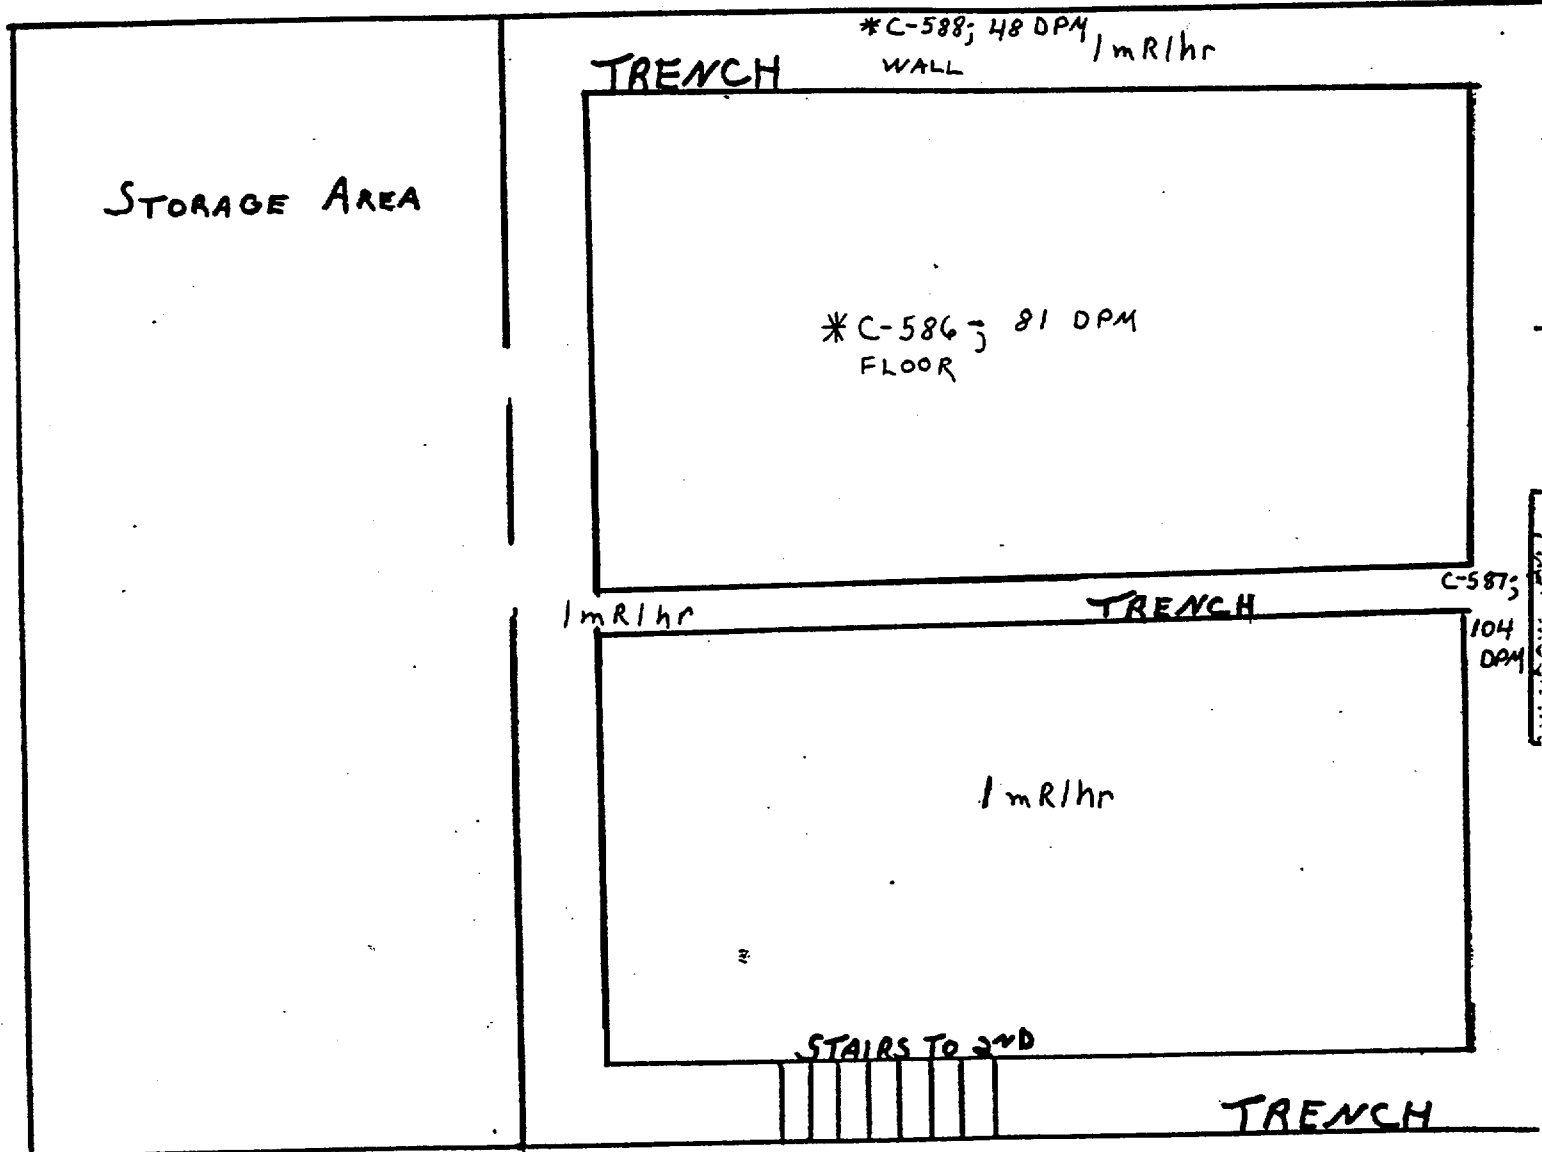 *C-588; 48 DPM 1mR/hr
WALL
TRENCH
STORAGE AREA
*C-586; 81 DPM
FLOOR
C-587;
TRENCH
1mR/hr
104
DPM
1mR/hr
STAIRS TO 2ND
TRENCH